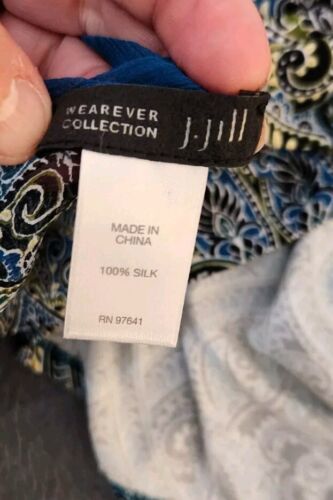 WEAREVER
COLLECTION
J.Jill
MADE IN
CHINA
100% SILK
RN 97641